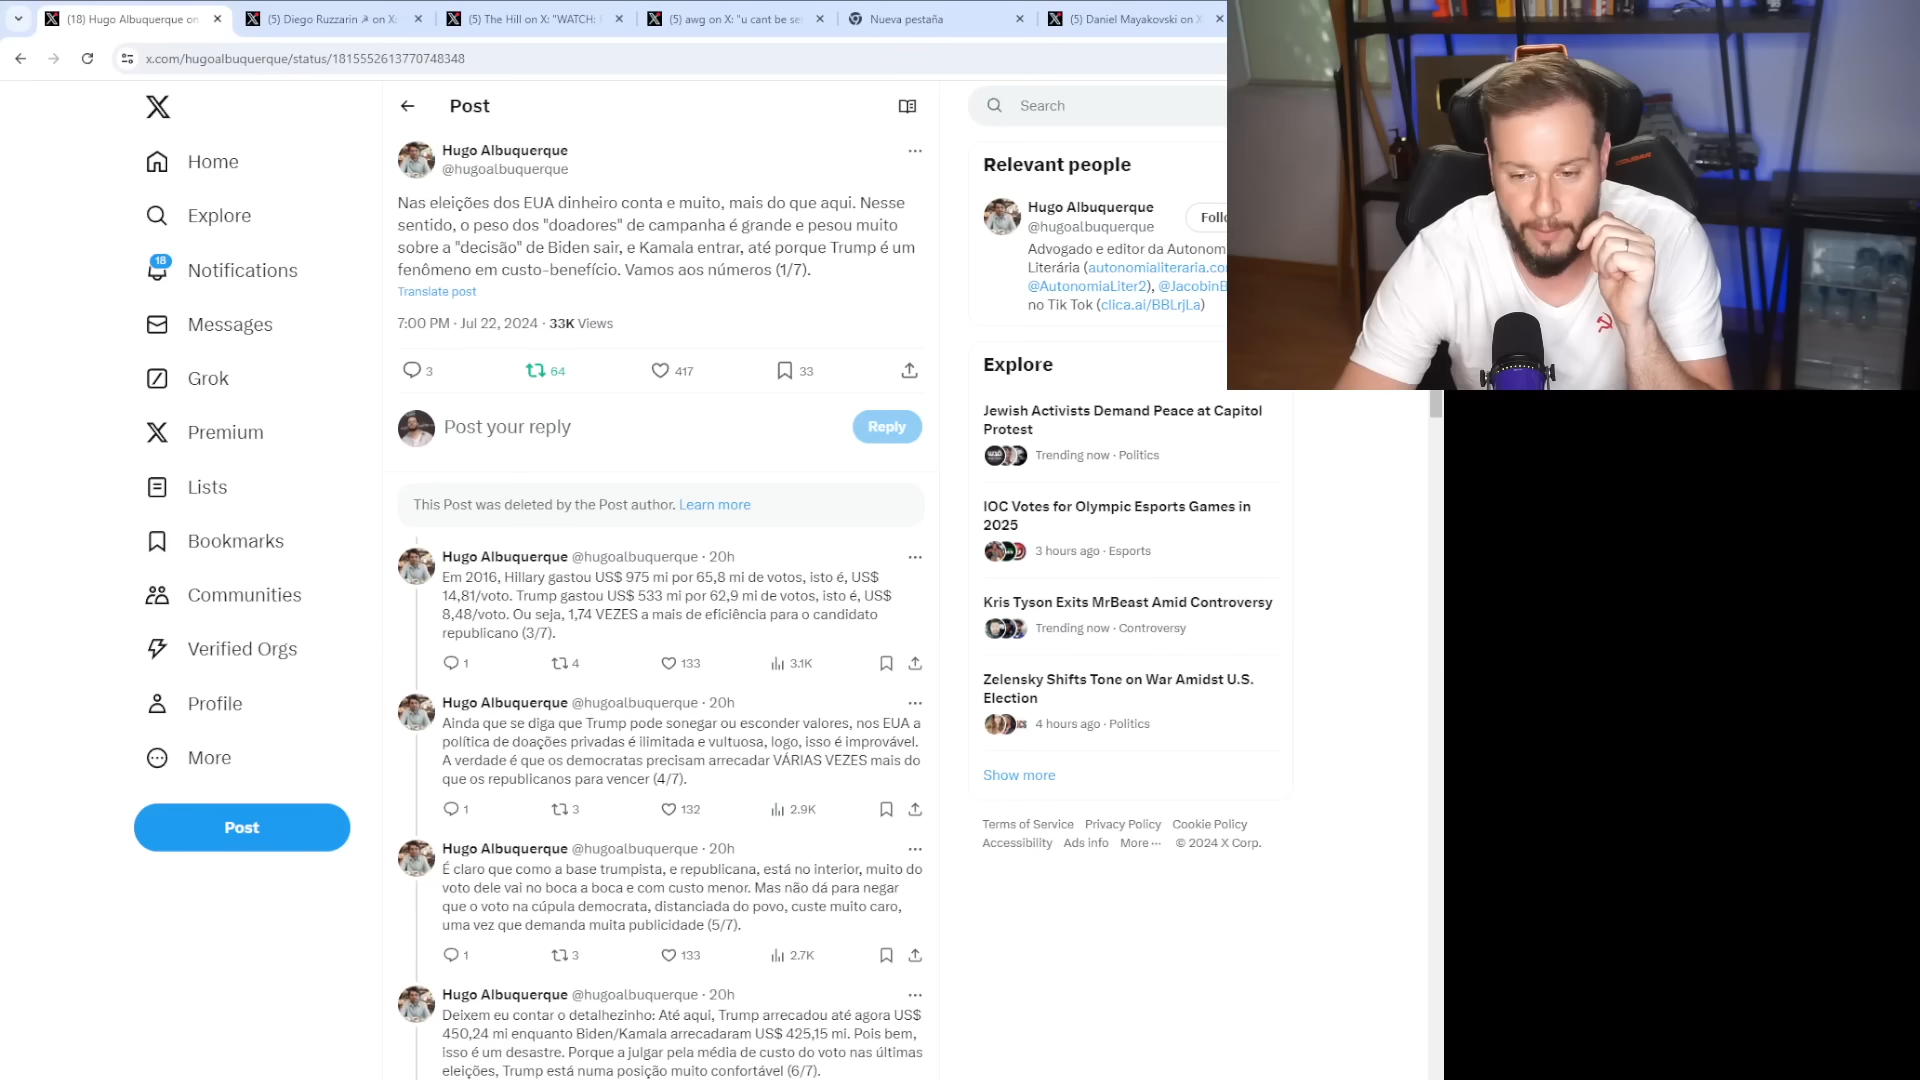 (18) Hugo Albuquerque on
(5) Diego Ruzzarin ☭ on X:
(5) The Hill on X: "WATCH:
(5) awg on X: "u cant be se
Nueva pestaña
(5) Daniel Mayakovski on X
x.com/hugoalbuquerque/status/1815552613770748348
Home
Explore
18
Notifications
Messages
Grok
Premium
Lists
Bookmarks
Communities
Verified Orgs
Profile
More
Post
Post
Hugo Albuquerque
@hugoalbuquerque
Nas eleições dos EUA dinheiro conta e muito, mais do que aqui. Nesse
sentido, o peso dos "doadores" de campanha é grande e pesou muito
sobre a "decisão" de Biden sair, e Kamala entrar, até porque Trump é um
fenômeno em custo-benefício. Vamos aos números (1/7).
Translate post
7:00 PM · Jul 22, 2024 · 33K Views
3 64 417 33
Post your reply
Reply
This Post was deleted by the Post author. Learn more
Hugo Albuquerque @hugoalbuquerque · 20h
Em 2016, Hillary gastou US$ 975 mi por 65,8 mi de votos, isto é, US$
14,81/voto. Trump gastou US$ 533 mi por 62,9 mi de votos, isto é, US$
8,48/voto. Ou seja, 1,74 VEZES a mais de eficiência para o candidato
republicano (3/7).
1 4 133 3.1K
Hugo Albuquerque @hugoalbuquerque · 20h
Ainda que se diga que Trump pode sonegar ou esconder valores, nos EUA a
política de doações privadas é ilimitada e vultuosa, logo, isso é improvável.
A verdade é que os democratas precisam arrecadar VÁRIAS VEZES mais do
que os republicanos para vencer (4/7).
1 3 132 2.9K
Hugo Albuquerque @hugoalbuquerque · 20h
É claro que como a base trumpista, e republicana, está no interior, muito do
voto dele vai no boca a boca e com custo menor. Mas não dá para negar
que o voto na cúpula democrata, distanciada do povo, custe muito caro,
uma vez que demanda muita publicidade (5/7).
1 3 133 2.7K
Hugo Albuquerque @hugoalbuquerque · 20h
Deixem eu contar o detalhezinho: Até aqui, Trump arrecadou até agora US$
450,24 mi enquanto Biden/Kamala arrecadaram US$ 425,15 mi. Pois bem,
isso é um desastre. Porque a julgar pela média de custo do voto nas últimas
eleições, Trump está numa posição muito confortável (6/7).
Search
Relevant people
Hugo Albuquerque
@hugoalbuquerque
Follo
Advogado e editor da Autonom
Literária (autonomialiteraria.co
@AutonomiaLiter2), @JacobinB
no Tik Tok (clica.ai/BBLrjLa)
Explore
Jewish Activists Demand Peace at Capitol
Protest
Trending now · Politics
IOC Votes for Olympic Esports Games in
2025
3 hours ago · Esports
Kris Tyson Exits MrBeast Amid Controversy
Trending now · Controversy
Zelensky Shifts Tone on War Amidst U.S.
Election
4 hours ago · Politics
Show more
Terms of Service Privacy Policy Cookie Policy
Accessibility Ads info More ··· © 2024 X Corp.
COUGAR